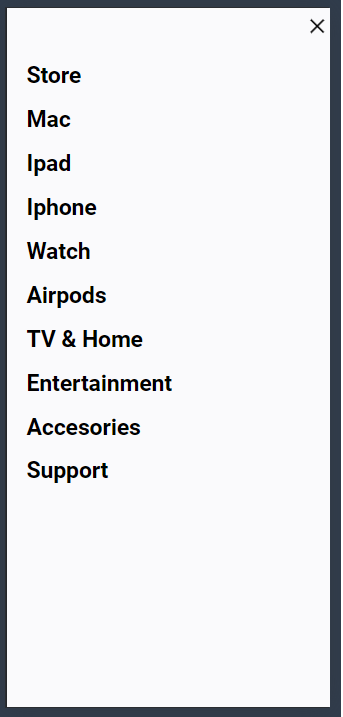 Store
Mac
Ipad
Iphone
Watch
Airpods
TV & Home
Entertainment
Accesories
Support